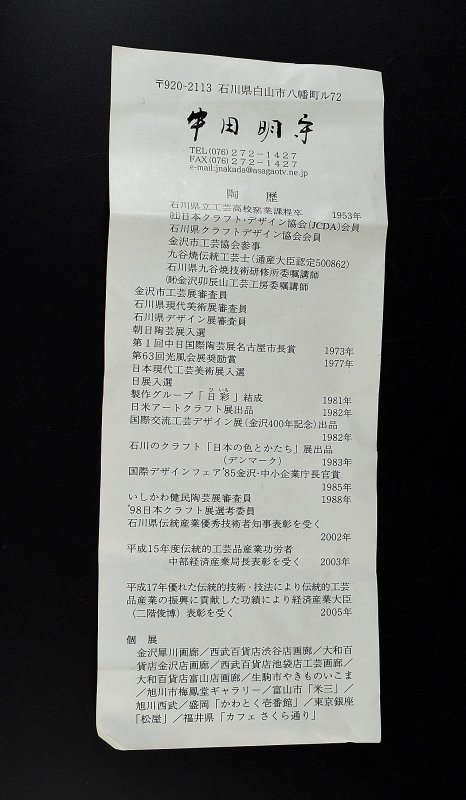 〒920-2113 石川県白山市八幡町ル72
中田明守
TEL(076)272-1427
FAX(076)272-1427
e-mail:jnakada@asagaotv.ne.jp
陶 歴
石川県立工芸高校窯業課程卒 1953年
㈳日本クラフト・デザイン協会(JCDA)会員
石川県クラフトデザイン協会会員
金沢市工芸協会参事
九谷焼伝統工芸士(通産大臣認定500862)
石川県九谷焼技術研修所委嘱講師
㈶金沢卯辰山工芸工房委嘱講師
金沢市工芸展審査員
石川県現代美術展審査員
石川県デザイン展審査員
朝日陶芸展入選
第1回中日国際陶芸展名古屋市長賞 1973年
第63回光風会展奨励賞 1977年
日本現代工芸美術展入選
日展入選
ひいろ
製作グループ「日彩」結成 1981年
日米アートクラフト展出品 1982年
国際交流工芸デザイン展(金沢400年記念)出品
1982年
石川のクラフト「日本の色とかたち」展出品
(デンマーク) 1983年
国際デザインフェア'85金沢・中小企業庁長官賞
1985年
いしかわ健民陶芸展審査員 1988年
'98日本クラフト展選考委員
石川県伝統産業優秀技術者知事表彰を受く
2002年
平成15年度伝統的工芸品産業功労者
中部経済産業局長表彰を受く 2003年
平成17年優れた伝統的技術・技法により伝統的工芸
品産業の振興に貢献した功績により経済産業大臣
(二階俊博)表彰を受く 2005年
個 展
金沢犀川画廊/西武百貨店渋谷店画廊/大和百
貨店金沢店画廊/西武百貨店池袋店工芸画廊/
大和百貨店富山店画廊/生駒市やきものいこま
/旭川市梅鳳堂ギャラリー/富山市「米三」/
旭川西武/盛岡「かわとく壱番館」/東京銀座
「松屋」/福井県「カフェ さくら通り」